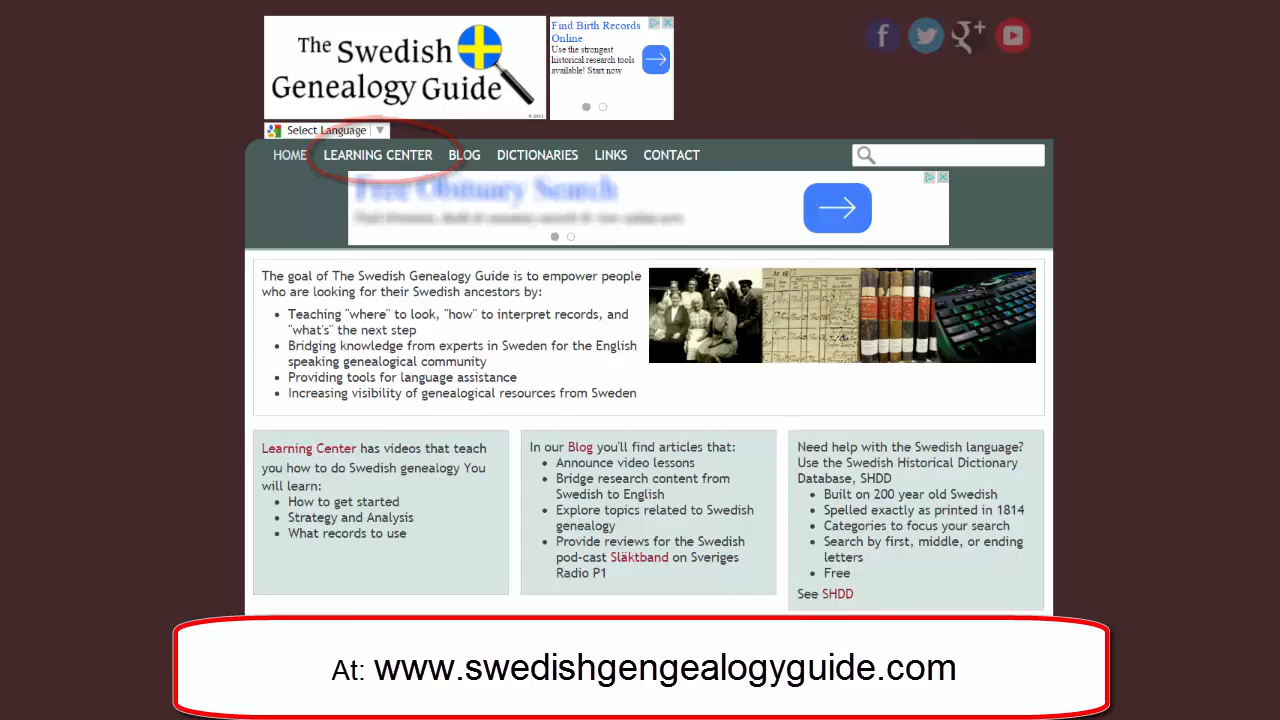 The Swedish
Genealogy Guide
©2014
Find Birth Records
Online
Use the strongest
historical research tools
available! Start now
Select Language
HOME LEARNING CENTER BLOG DICTIONARIES LINKS CONTACT
Free Obituary Search
The goal of The Swedish Genealogy Guide is to empower people
who are looking for their Swedish ancestors by:
• Teaching "where" to look, "how" to interpret records, and
"what's" the next step
• Bridging knowledge from experts in Sweden for the English
speaking genealogical community
• Providing tools for language assistance
• Increasing visibility of genealogical resources from Sweden
Learning Center has videos that teach
you how to do Swedish genealogy You
will learn:
• How to get started
• Strategy and Analysis
• What records to use
In our Blog you'll find articles that:
• Announce video lessons
• Bridge research content from
Swedish to English
• Explore topics related to Swedish
genealogy
• Provide reviews for the Swedish
pod-cast Släktband on Sveriges
Radio P1
Need help with the Swedish language?
Use the Swedish Historical Dictionary
Database, SHDD
• Built on 200 year old Swedish
• Spelled exactly as printed in 1814
• Categories to focus your search
• Search by first, middle, or ending
letters
• Free
See SHDD
At: www.swedishgengealogyguide.com